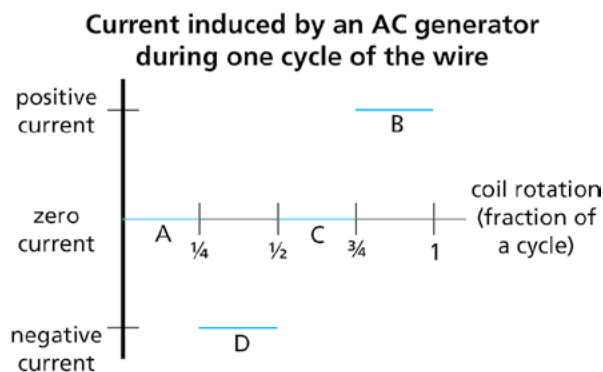 Current induced by an AC generator
during one cycle of the wire
positive
current
B
zero
current
A
¼
½
C
¾
1
coil rotation
(fraction of
a cycle)
negative
current
D